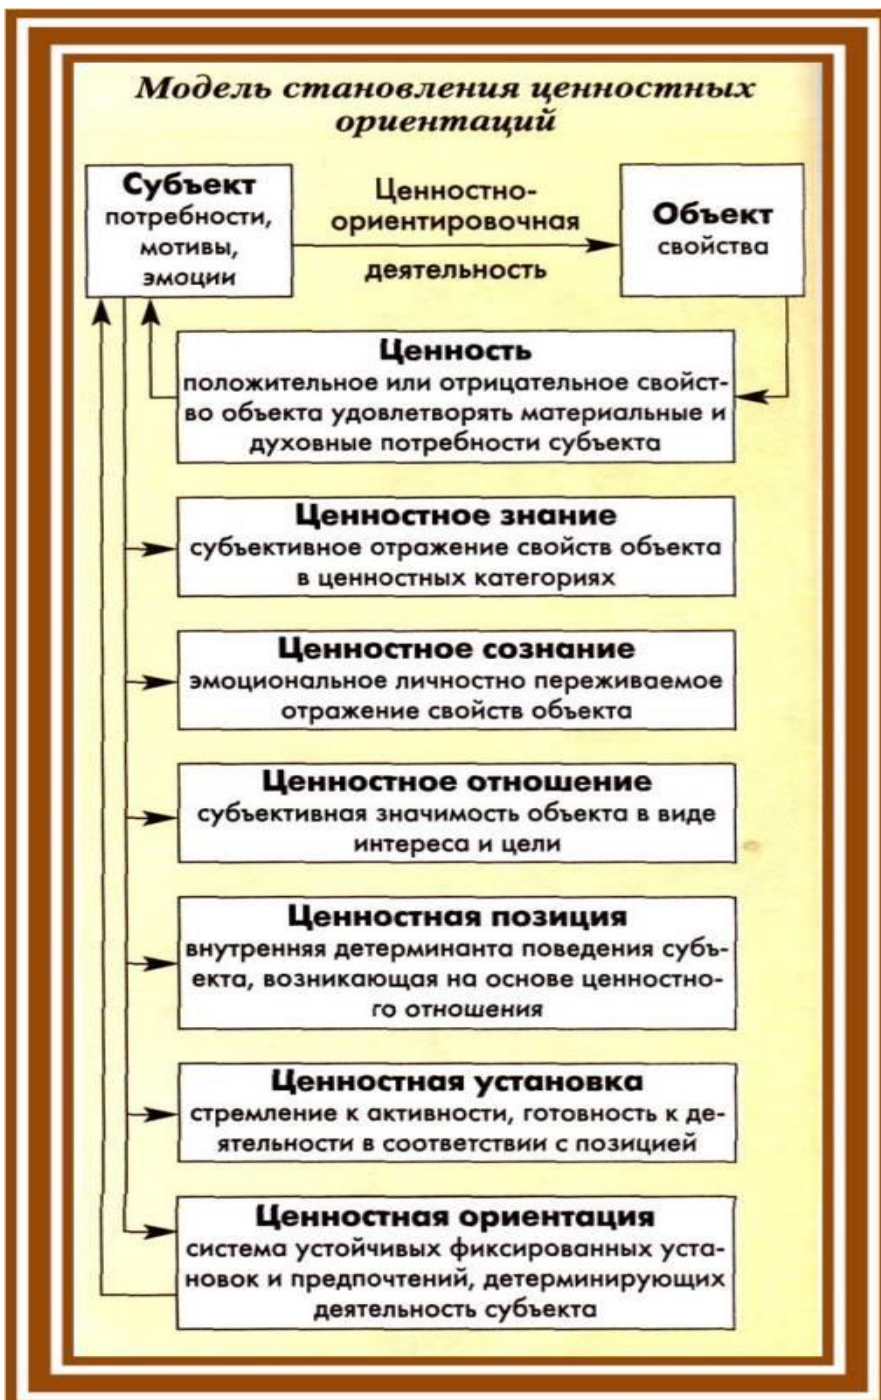 Модель становления ценностных
ориентаций
Субъект
потребности,
мотивы,
эмоции
Ценностно-
ориентировочная
деятельность
Объект
свойства
Ценность
положительное или отрицательное свойст-
во объекта удовлетворять материальные и
духовные потребности субъекта
Ценностное знание
субъективное отражение свойств объекта
в ценностных категориях
Ценностное сознание
эмоциональное личностно переживаемое
отражение свойств объекта
Ценностное отношение
субъективная значимость объекта в виде
интереса и цели
Ценностная позиция
внутренняя детерминанта поведения субъ-
екта, возникающая на основе ценностно-
го отношения
Ценностная установка
стремление к активности, готовность к де-
ятельности в соответствии с позицией
Ценностная ориентация
система устойчивых фиксированных уста-
новок и предпочтений, детерминирующих
деятельность субъекта